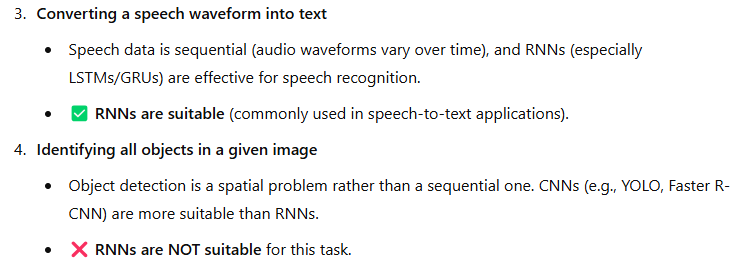 3. Converting a speech waveform into text
• Speech data is sequential (audio waveforms vary over time), and RNNs (especially
LSTMs/GRUs) are effective for speech recognition.
• ✅ RNNs are suitable (commonly used in speech-to-text applications).
4. Identifying all objects in a given image
• Object detection is a spatial problem rather than a sequential one. CNNs (e.g., YOLO, Faster R-
CNN) are more suitable than RNNs.
• ❌ RNNs are NOT suitable for this task.